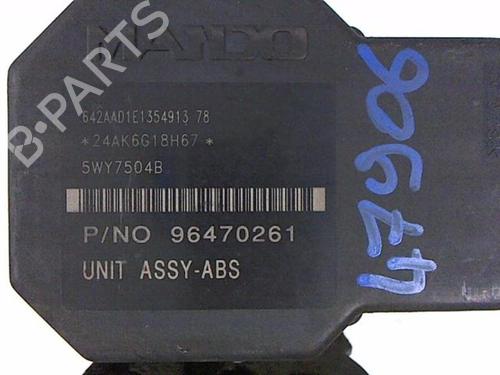 MANDO
642AAD1E1354913 78
*24AK6G18H67*
5WY7504B
P/NO 96470261
UNIT ASSY-ABS
47906
B-PARTS